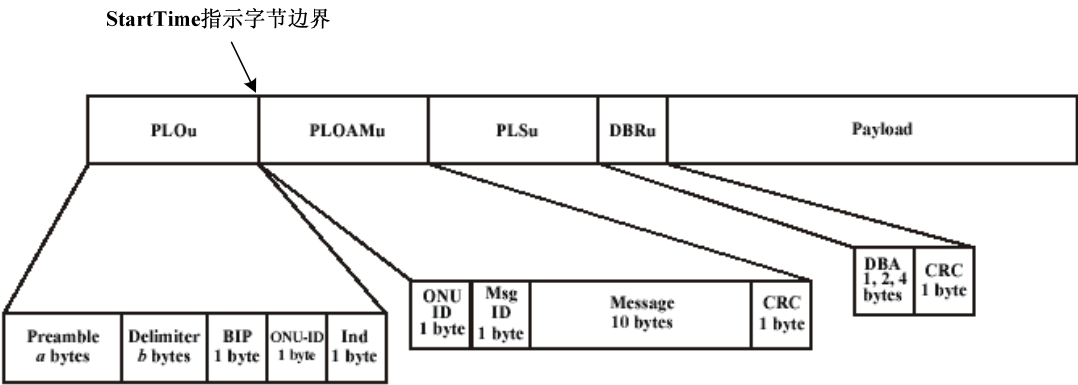 StartTime指示字节边界
PLOu
PLOAMu
PLSu
DBRu
Payload
DBA
1, 2, 4
bytes
CRC
1 byte
ONU
ID
1 byte
Msg
ID
1 byte
Message
10 bytes
CRC
1 byte
Preamble
a bytes
Delimiter
b bytes
BIP
1 byte
ONU-ID
1 byte
Ind
1 byte